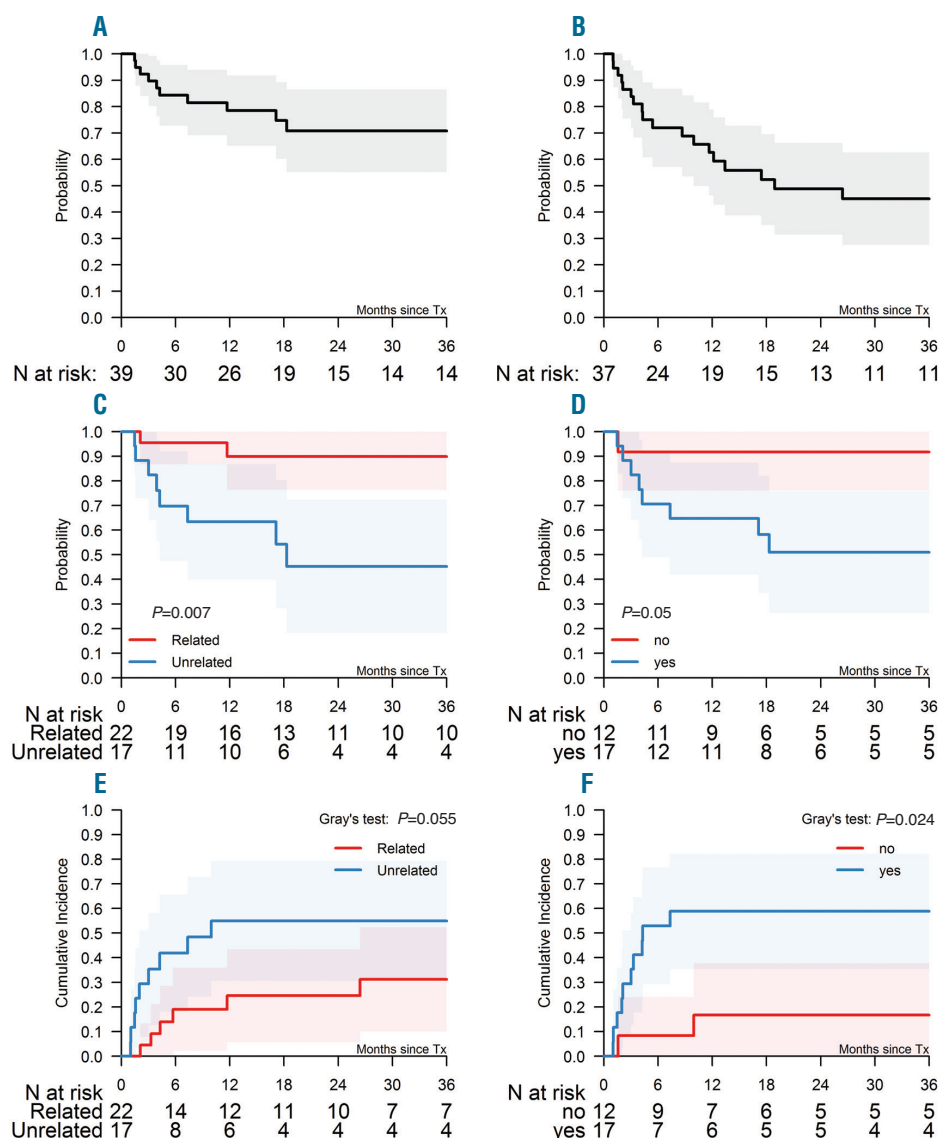 A
1.0
0.9
0.8
0.7
0.6
0.5
0.4
0.3
0.2
0.1
0.0
Probability
Months since Tx
0 6 12 18 24 30 36
N at risk: 39 30 26 19 15 14 14
B
1.0
0.9
0.8
0.7
0.6
0.5
0.4
0.3
0.2
0.1
0.0
Probability
Months since Tx
0 6 12 18 24 30 36
N at risk: 37 24 19 15 13 11 11
C
1.0
0.9
0.8
0.7
0.6
0.5
0.4
0.3
0.2
0.1
0.0
Probability
P=0.007
Related
Unrelated
Months since Tx
0 6 12 18 24 30 36
N at risk
Related 22 19 16 13 11 10 10
Unrelated 17 11 10 6 4 4 4
D
1.0
0.9
0.8
0.7
0.6
0.5
0.4
0.3
0.2
0.1
0.0
Probability
P=0.05
no
yes
Months since Tx
0 6 12 18 24 30 36
N at risk
no 12 11 9 6 5 5 5
yes 17 12 11 8 6 5 5
E
1.0
0.9
0.8
0.7
0.6
0.5
0.4
0.3
0.2
0.1
0.0
Cumulative Incidence
Gray's test: P=0.055
Related
Unrelated
Months since Tx
0 6 12 18 24 30 36
N at risk
Related 22 14 12 11 10 7 7
Unrelated 17 8 6 4 4 4 4
F
1.0
0.9
0.8
0.7
0.6
0.5
0.4
0.3
0.2
0.1
0.0
Cumulative Incidence
Gray's test: P=0.024
no
yes
Months since Tx
0 6 12 18 24 30 36
N at risk
no 12 9 7 6 5 5 5
yes 17 7 6 5 5 4 4